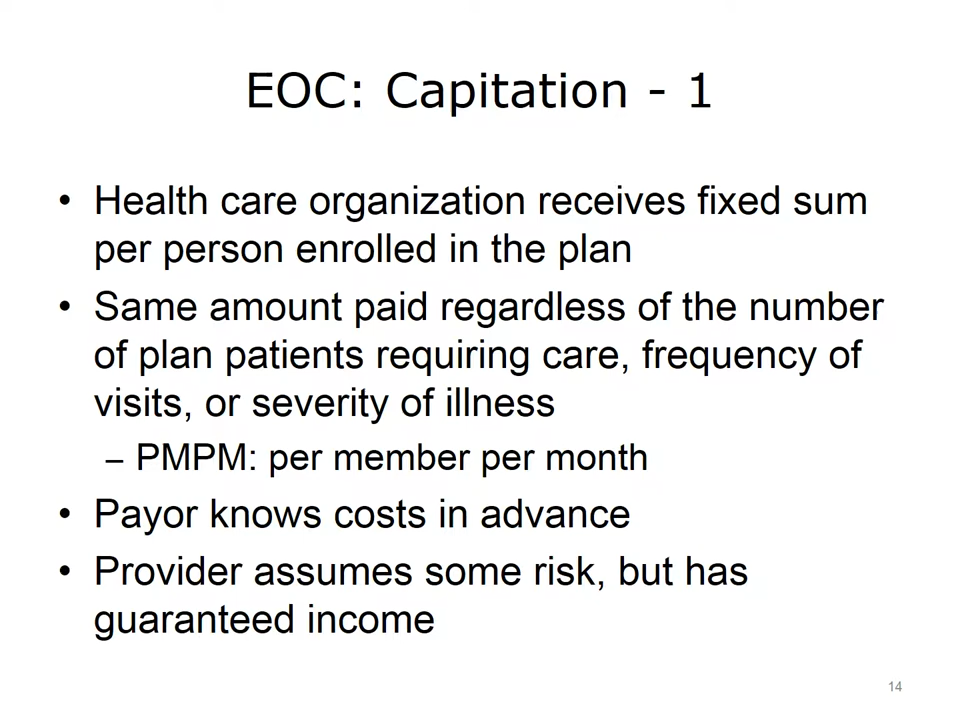 EOC: Capitation - 1
• Health care organization receives fixed sum
per person enrolled in the plan
• Same amount paid regardless of the number
of plan patients requiring care, frequency of
visits, or severity of illness
– PMPM: per member per month
• Payor knows costs in advance
• Provider assumes some risk, but has
guaranteed income
14